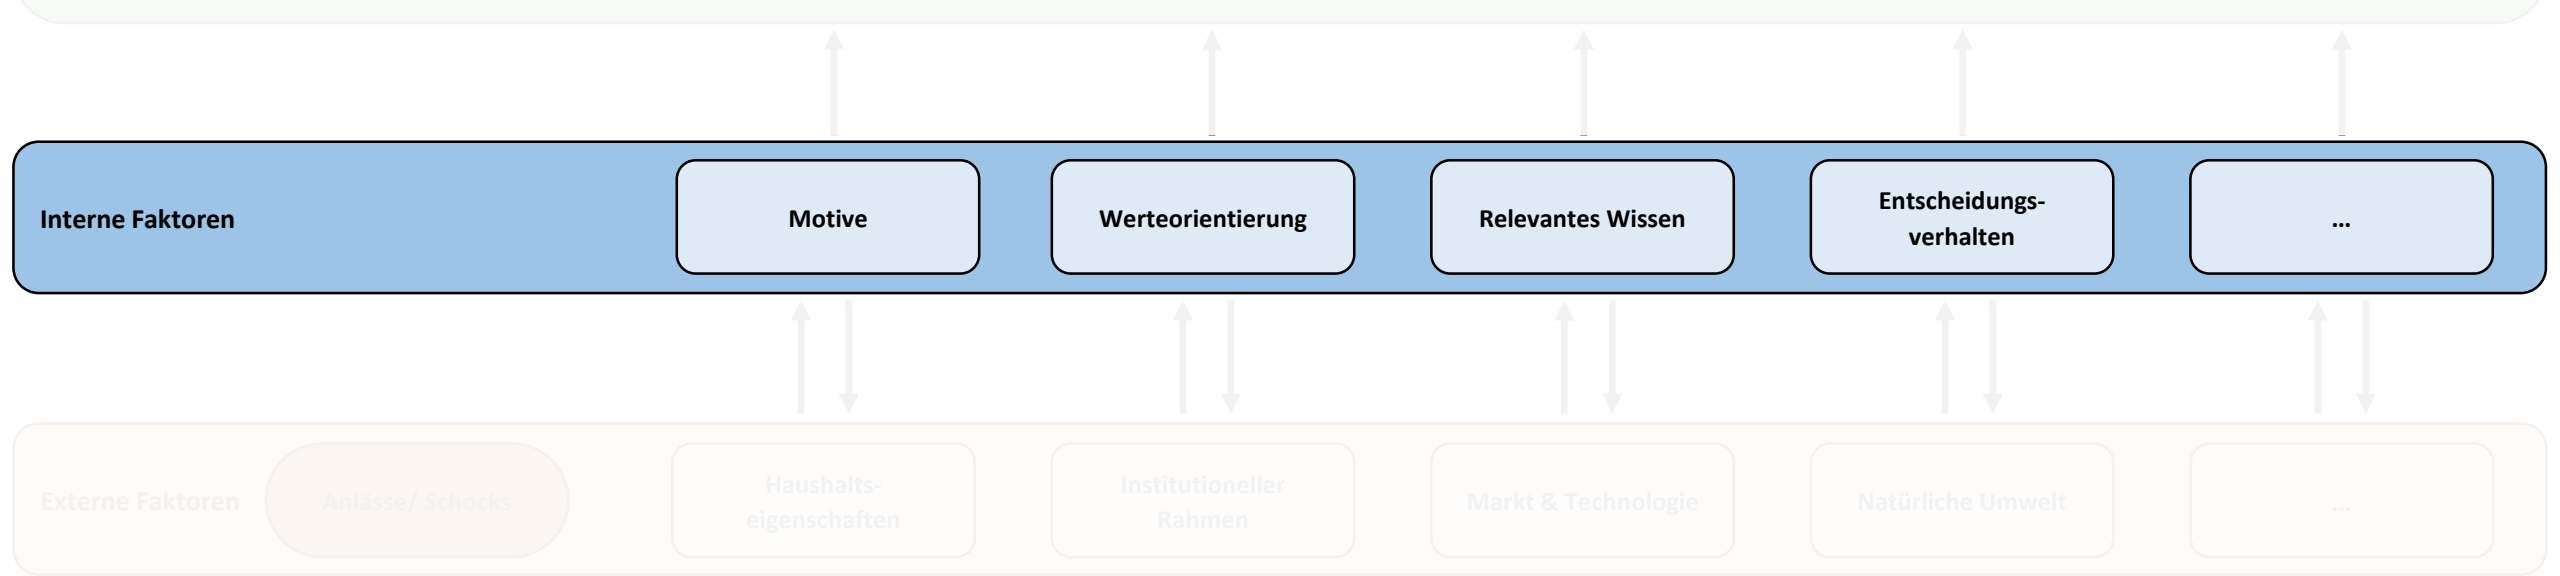 Interne Faktoren
Motive
Werteorientierung
Relevantes Wissen
Entscheidungs-
verhalten
...
Externe Faktoren
Anlässe/ Schocks
Haushalts-
eigenschaften
Institutioneller
Rahmen
Markt & Technologie
Natürliche Umwelt
...